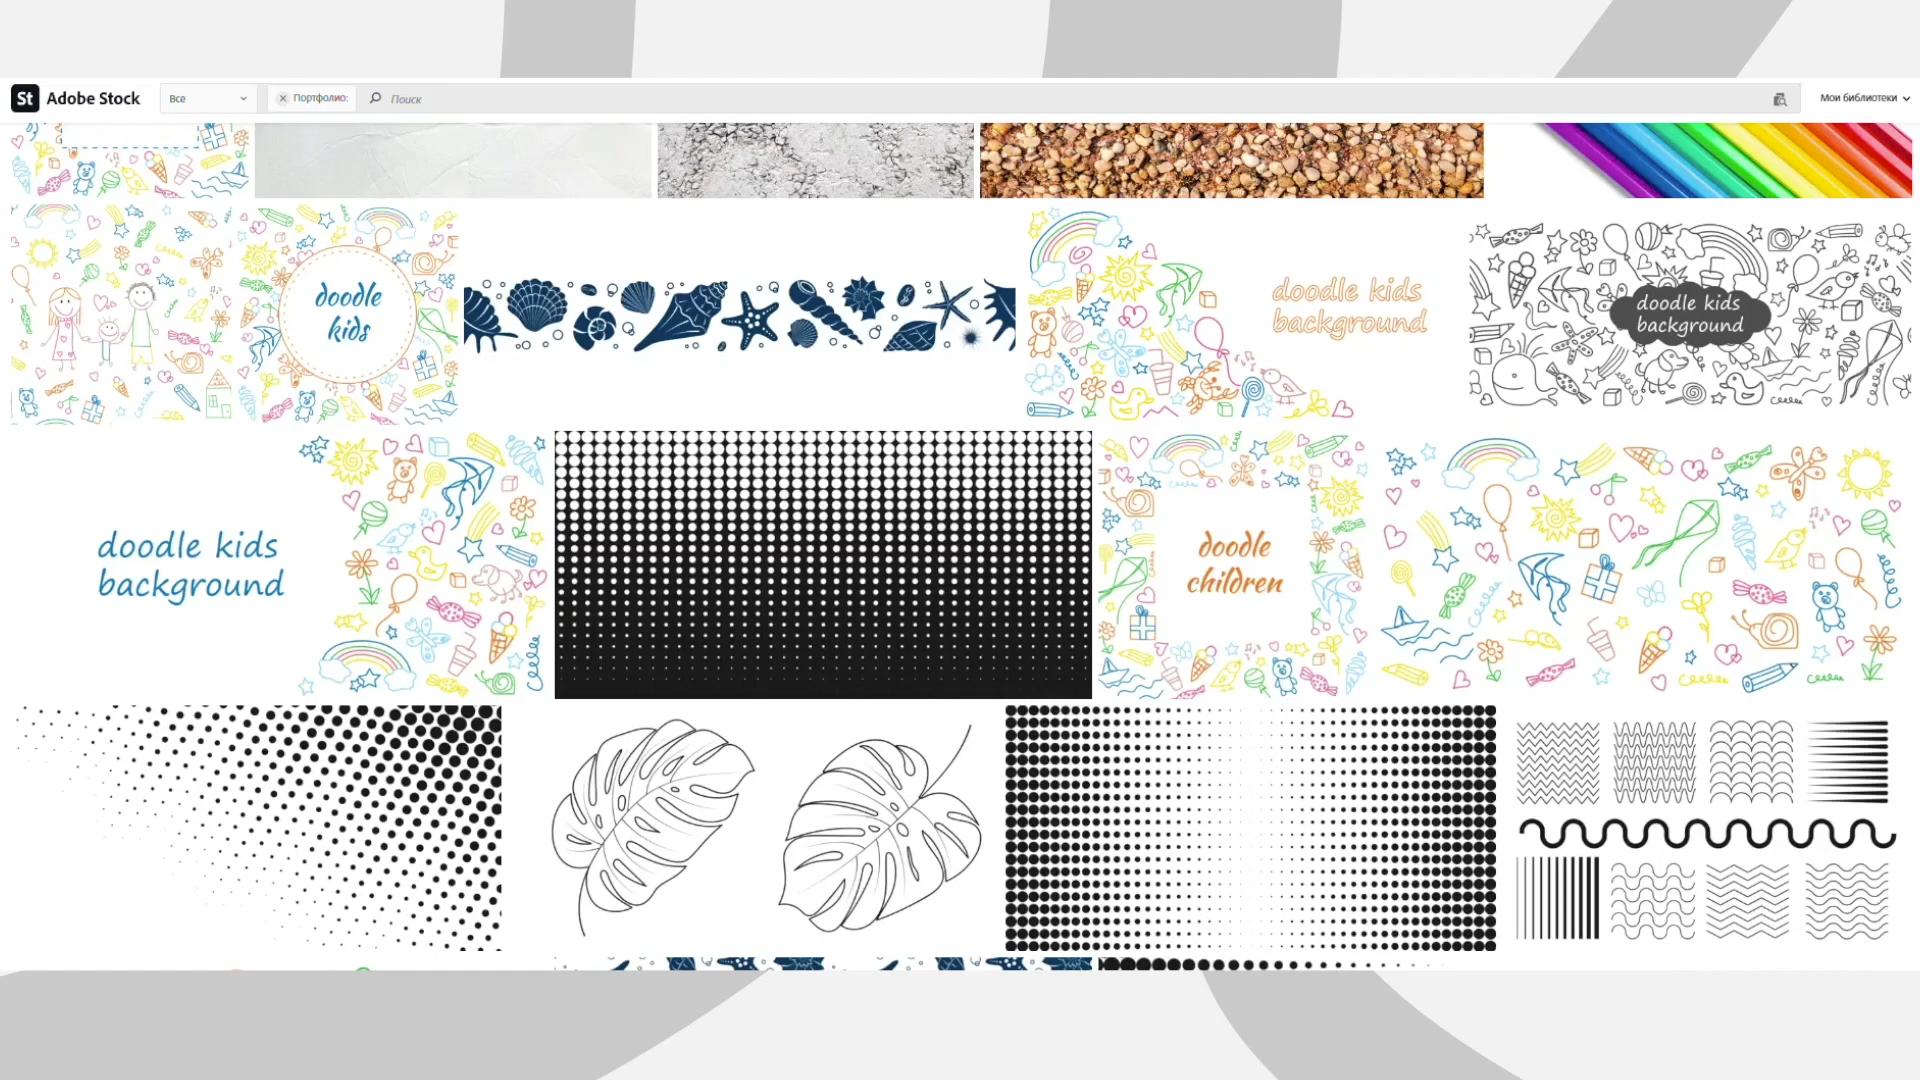 St Adobe Stock
Все
× Портфолио:
Поиск
Мои библиотеки
doodle
kids
doodle kids
background
doodle kids
background
doodle kids
background
doodle
children